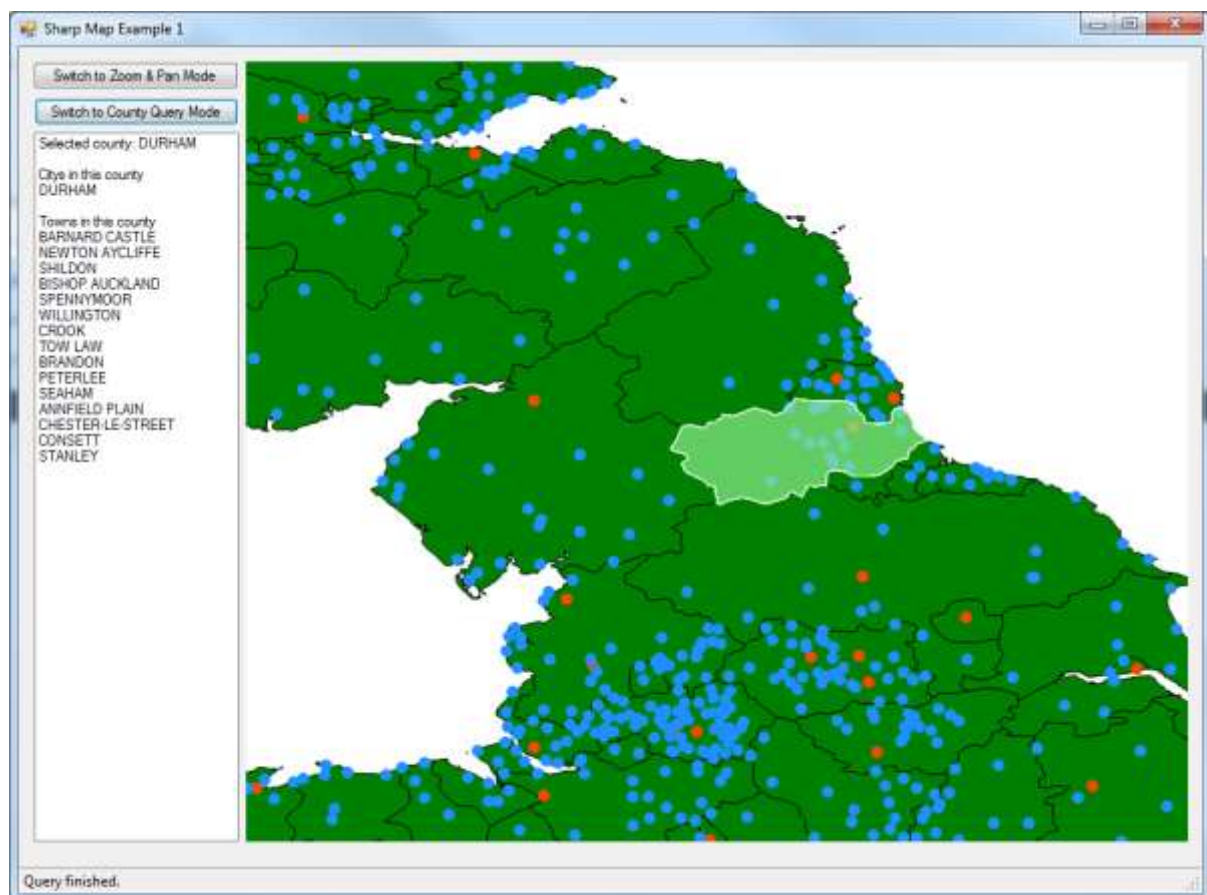 Sharp Map Example 1
Switch to Zoom & Pan Mode
Switch to County Query Mode
Selected county: DURHAM
Citys in this county
DURHAM
Towns in this county
BARNARD CASTLE
NEWTON AYCLIFFE
SHILDON
BISHOP AUCKLAND
SPENNYMOOR
WILLINGTON
CROOK
TOW LAW
BRANDON
PETERLEE
SEAHAM
ANNFIELD PLAIN
CHESTER-LE-STREET
CONSETT
STANLEY
Query finished.